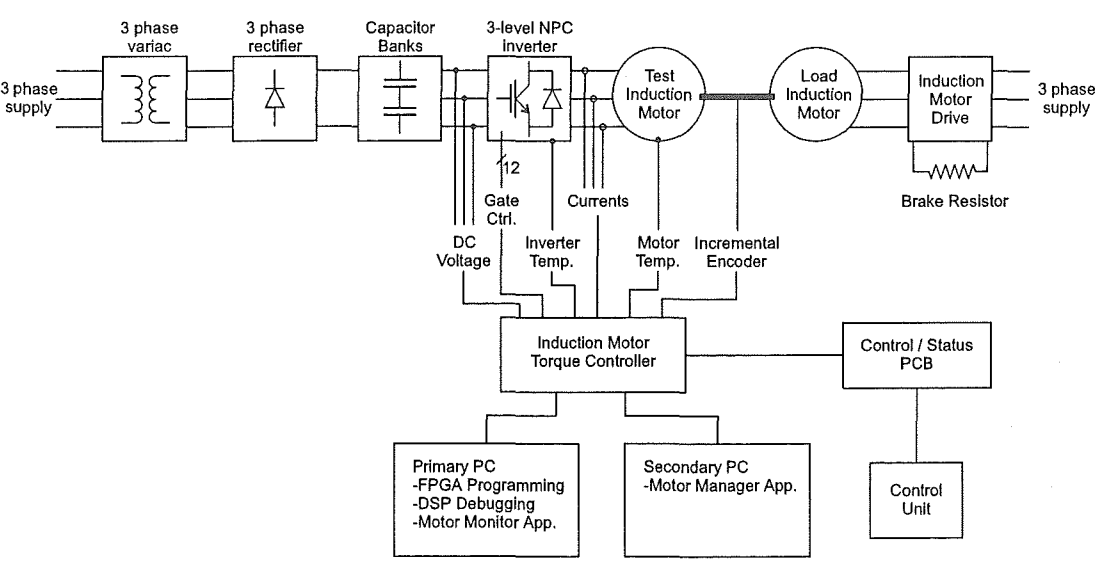 3 phase
variac
3 phase
rectifier
Capacitor
Banks
3-level NPC
Inverter
3 phase
supply
Test
Induction
Motor
Load
Induction
Motor
Induction
Motor
Drive
3 phase
supply
Brake Resistor
12
Gate
Ctrl.
Currents
DC
Voltage
Inverter
Temp.
Motor
Temp.
Incremental
Encoder
Induction Motor
Torque Controller
Control / Status
PCB
Primary PC
-FPGA Programming
-DSP Debugging
-Motor Monitor App.
Secondary PC
-Motor Manager App.
Control
Unit